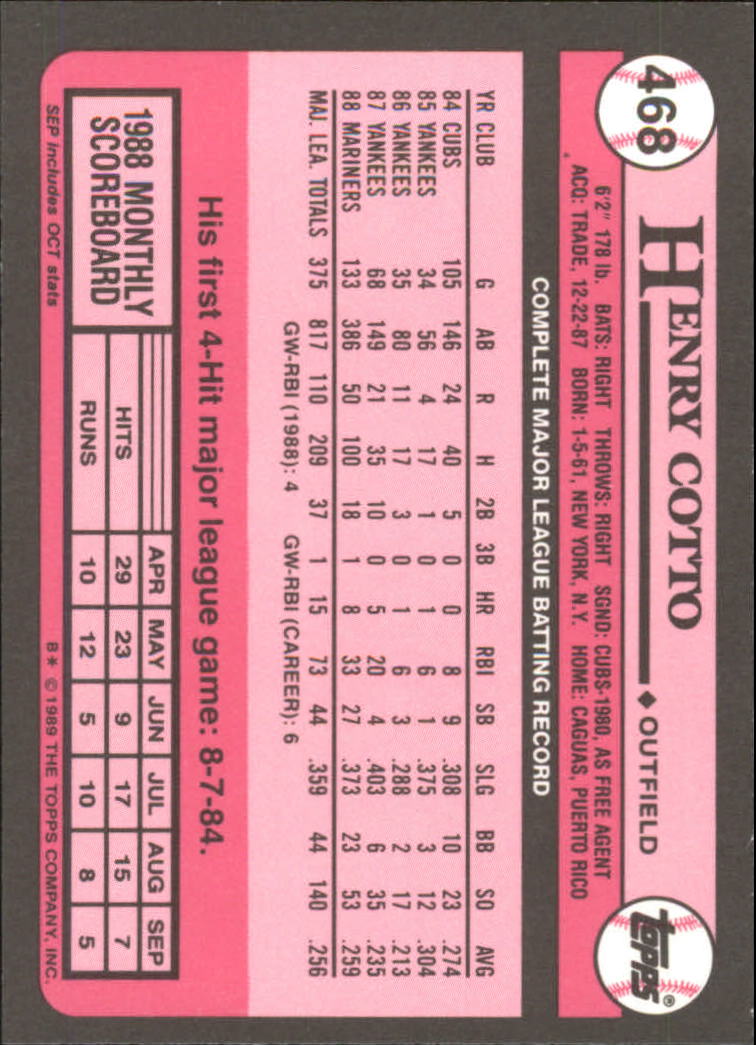 468
HENRY COTTO ◆ OUTFIELD
topps®
6'2" 178 lb. BATS: RIGHT THROWS: RIGHT SGND: CUBS-1980, AS FREE AGENT
ACQ: TRADE, 12-22-87 BORN: 1-5-61, NEW YORK, N.Y. HOME: CAGUAS, PUERTO RICO
COMPLETE MAJOR LEAGUE BATTING RECORD
YR CLUB G AB R H 2B 3B HR RBI SB SLG BB SO AVG
84 CUBS 105 146 24 40 5 0 0 8 9 .308 10 23 .274
85 YANKEES 34 56 4 17 1 0 1 6 1 .375 3 12 .304
86 YANKEES 35 80 11 17 3 0 1 6 3 .288 2 17 .213
87 YANKEES 68 149 21 35 10 0 5 20 4 .403 6 35 .235
88 MARINERS 133 386 50 100 18 1 8 33 27 .373 23 53 .259
MAJ. LEA. TOTALS 375 817 110 209 37 1 15 73 44 .359 44 140 .256
GW-RBI (1988): 4 GW-RBI (CAREER): 6
His first 4-Hit major league game: 8-7-84.
1988 MONTHLY
SCOREBOARD
APR MAY JUN JUL AUG SEP
HITS 29 23 9 17 15 7
RUNS 10 12 5 10 8 5
SEP includes OCT stats
B* © 1989 THE TOPPS COMPANY, INC.